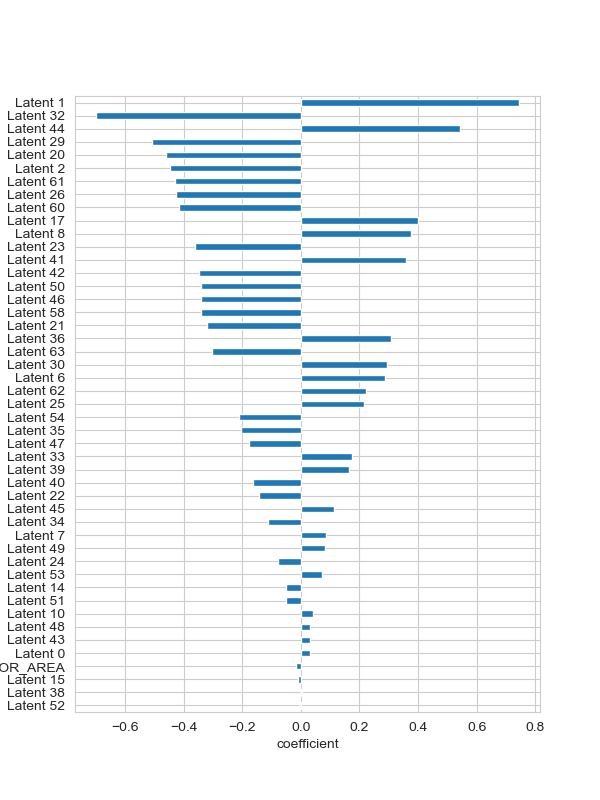 Latent 1
Latent 32
Latent 44
Latent 29
Latent 20
Latent 2
Latent 61
Latent 26
Latent 60
Latent 17
Latent 8
Latent 23
Latent 41
Latent 42
Latent 50
Latent 46
Latent 58
Latent 21
Latent 36
Latent 63
Latent 30
Latent 6
Latent 62
Latent 25
Latent 54
Latent 35
Latent 47
Latent 33
Latent 39
Latent 40
Latent 22
Latent 45
Latent 34
Latent 7
Latent 49
Latent 24
Latent 53
Latent 14
Latent 51
Latent 10
Latent 48
Latent 43
Latent 0
OR_AREA
Latent 15
Latent 38
Latent 52
−0.6 −0.4 −0.2 0.0 0.2 0.4 0.6 0.8
coefficient